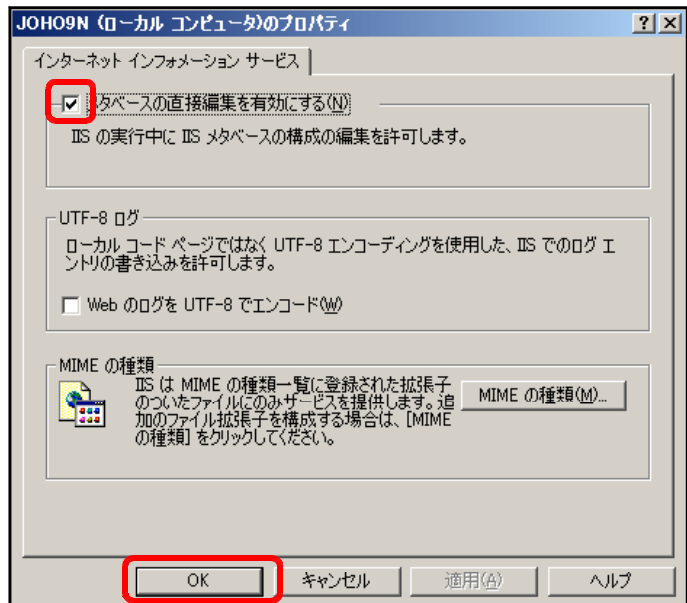 JOHO9N (ローカル コンピュータ)のプロパティ
インターネット インフォメーション サービス
タベースの直接編集を有効にする(N)
IIS の実行中に IIS メタベースの構成の編集を許可します。
UTF-8 ログ
ローカル コード ページではなく UTF-8 エンコーディングを使用した、IIS でのログ エ
ントリの書き込みを許可します。
Web のログを UTF-8 でエンコード(W)
MIME の種類
IIS は MIME の種類一覧に登録された拡張子
のついたファイルにのみサービスを提供します。追
加のファイル拡張子を構成する場合は、[MIME
の種類] をクリックしてください。
MIME の種類(M)...
OK
キャンセル
適用(A)
ヘルプ